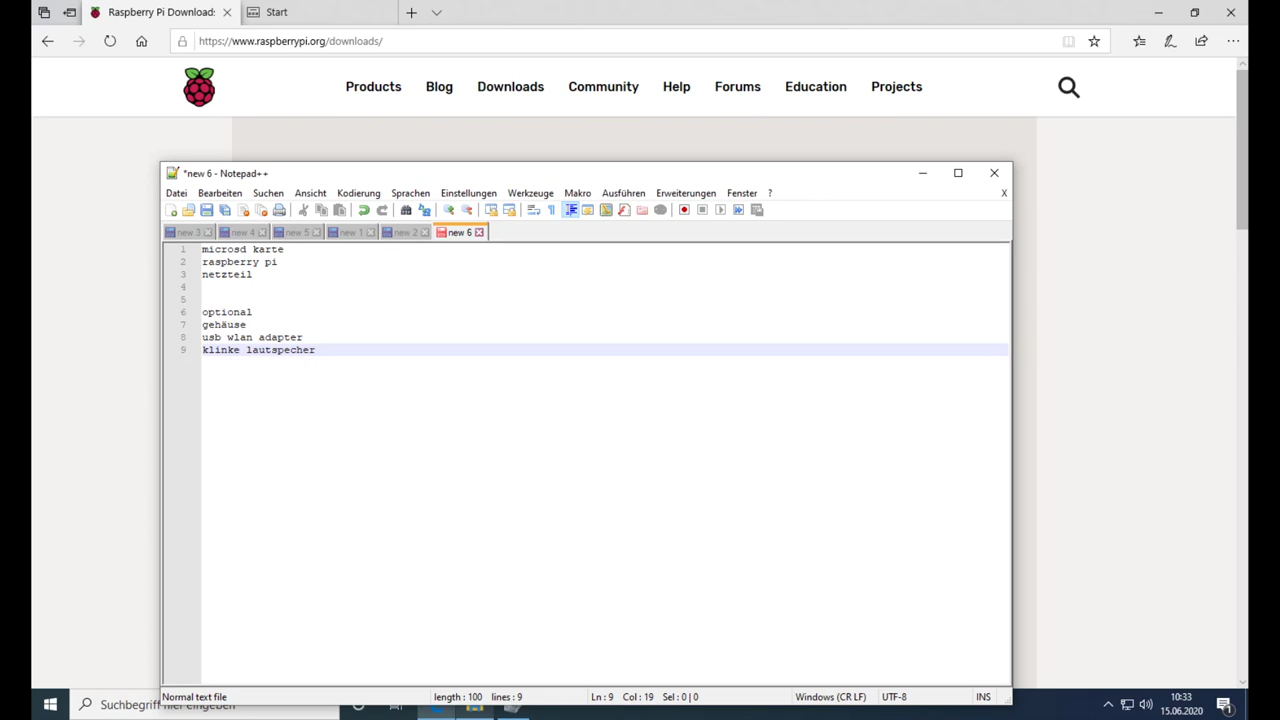 Raspberry Pi Download:
Start
https://www.raspberrypi.org/downloads/
Products Blog Downloads Community Help Forums Education Projects
*new 6 - Notepad++
Datei Bearbeiten Suchen Ansicht Kodierung Sprachen Einstellungen Werkzeuge Makro Ausführen Erweiterungen Fenster ? X
new 3 new 4 new 5 new 1 new 2 new 6
1 microsd karte
2 raspberry pi
3 netzteil
4
5
6 optional
7 gehäuse
8 usb wlan adapter
9 klinke lautspecher
Normal text file length : 100 lines : 9 Ln : 9 Col : 19 Sel : 0 | 0 Windows (CR LF) UTF-8 INS
Suchbegriff hier eingeben
10:33
15.06.2020
1